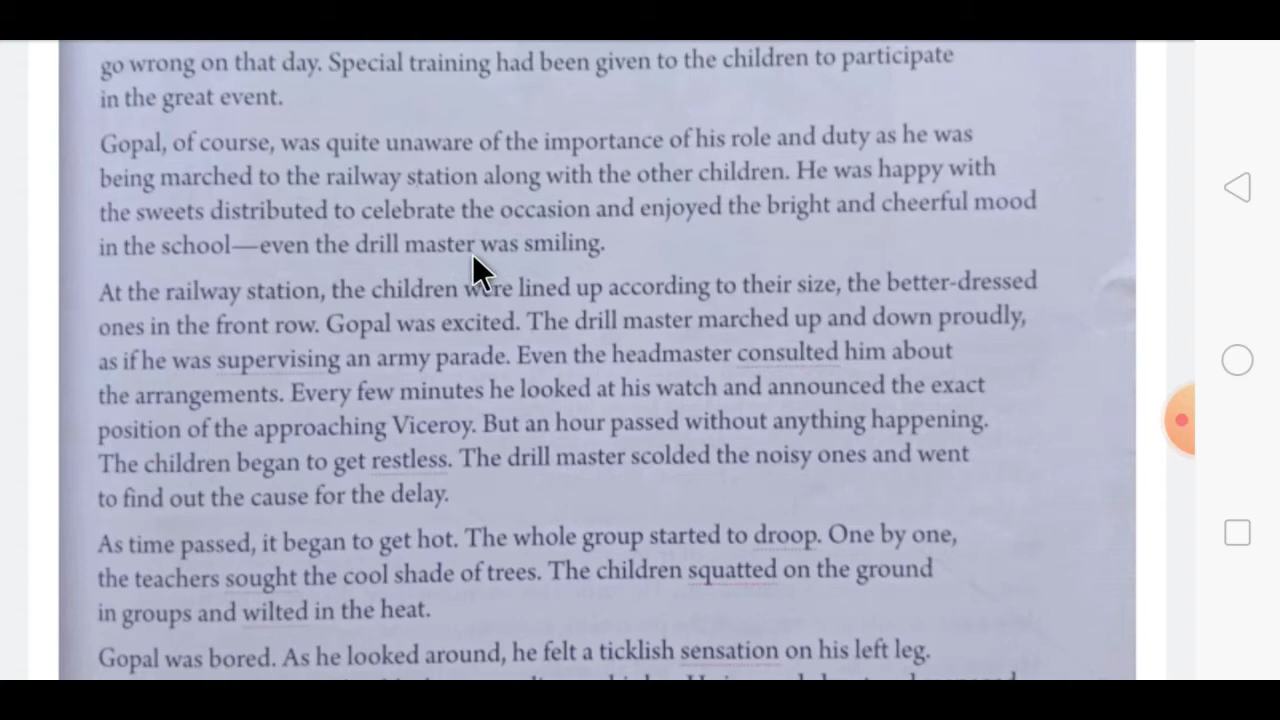 go wrong on that day. Special training had been given to the children to participate
in the great event.
Gopal, of course, was quite unaware of the importance of his role and duty as he was
being marched to the railway station along with the other children. He was happy with
the sweets distributed to celebrate the occasion and enjoyed the bright and cheerful mood
in the school—even the drill master was smiling.
At the railway station, the children were lined up according to their size, the better-dressed
ones in the front row. Gopal was excited. The drill master marched up and down proudly,
as if he was supervising an army parade. Even the headmaster consulted him about
the arrangements. Every few minutes he looked at his watch and announced the exact
position of the approaching Viceroy. But an hour passed without anything happening.
The children began to get restless. The drill master scolded the noisy ones and went
to find out the cause for the delay.
As time passed, it began to get hot. The whole group started to droop. One by one,
the teachers sought the cool shade of trees. The children squatted on the ground
in groups and wilted in the heat.
Gopal was bored. As he looked around, he felt a ticklish sensation on his left leg.